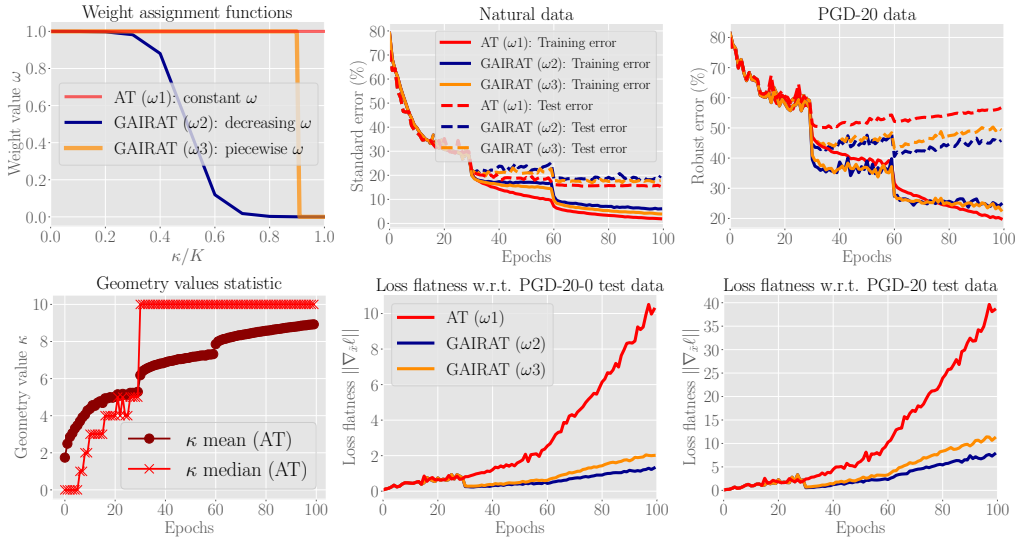 Weight assignment functions
Weight value ω
1.0
0.8
0.6
0.4
0.2
0.0
AT (ω1): constant ω
GAIRAT (ω2): decreasing ω
GAIRAT (ω3): piecewise ω
0.0 0.2 0.4 0.6 0.8 1.0
κ/K
Natural data
Standard error (%)
80
70
60
50
40
30
20
10
0
AT (ω1): Training error
GAIRAT (ω2): Training error
GAIRAT (ω3): Training error
AT (ω1): Test error
GAIRAT (ω2): Test error
GAIRAT (ω3): Test error
0 20 40 60 80 100
Epochs
PGD-20 data
Robust error (%)
80
70
60
50
40
30
20
0 20 40 60 80 100
Epochs
Geometry values statistic
Geometry value κ
10
8
6
4
2
0
κ mean (AT)
κ median (AT)
0 20 40 60 80 100
Epochs
Loss flatness w.r.t. PGD-20-0 test data
Loss flatness ||∇x̃ℓ||
10
8
6
4
2
0
AT (ω1)
GAIRAT (ω2)
GAIRAT (ω3)
0 20 40 60 80 100
Epochs
Loss flatness w.r.t. PGD-20 test data
Loss flatness ||∇x̃ℓ||
40
35
30
25
20
15
10
5
0
0 20 40 60 80 100
Epochs